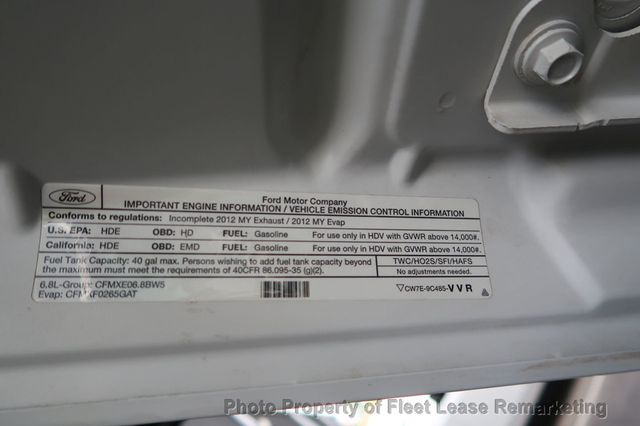 Ford
Ford Motor Company
IMPORTANT ENGINE INFORMATION / VEHICLE EMISSION CONTROL INFORMATION
Conforms to regulations: Incomplete 2012 MY Exhaust / 2012 MY Evap
U.S. EPA: HDE OBD: HD FUEL: Gasoline For use only in HDV with GVWR above 14,000#.
California: HDE OBD: EMD FUEL: Gasoline For use only in HDV with GVWR above 14,000#.
Fuel Tank Capacity: 40 gal max. Persons wishing to add fuel tank capacity beyond
the maximum must meet the requirements of 40CFR 86.095-35 (g)(2).
TWC/HO2S/SFI/HAFS
No adjustments needed.
6.8L-Group: CFMXE06.8BW5
Evap: CFMXF0265GAT
CW7E-9C485-VVR
Photo Property of Fleet Lease Remarketing